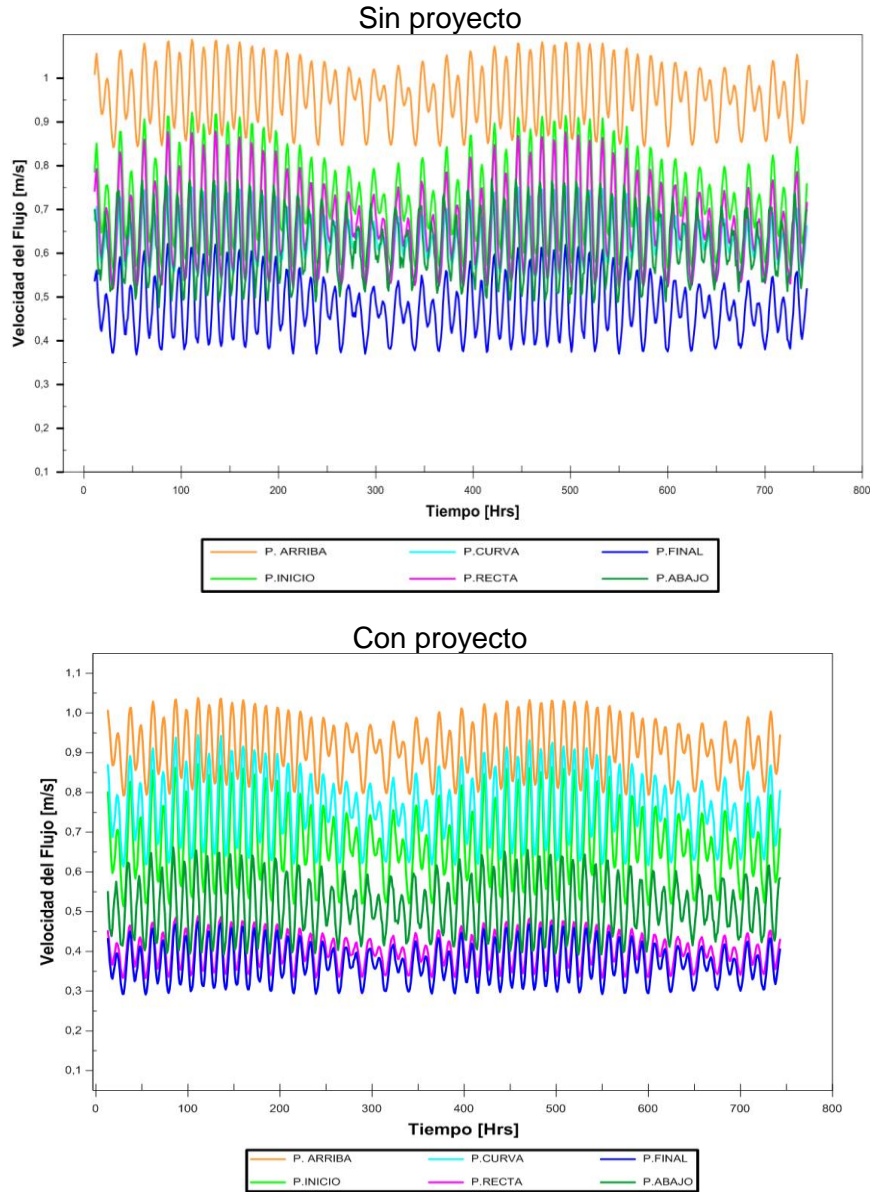 Sin proyecto
Velocidad del Flujo [m/s]
1
0,9
0,8
0,7
0,6
0,5
0,4
0,3
0,2
0,1
0 100 200 300 400 500 600 700 800
Tiempo [Hrs]
P. ARRIBA P.CURVA P.FINAL
P.INICIO P.RECTA P.ABAJO
Con proyecto
Velocidad del Flujo [m/s]
1,1
1,0
0,9
0,8
0,7
0,6
0,5
0,4
0,3
0,2
0,1
0 100 200 300 400 500 600 700 800
Tiempo [Hrs]
P. ARRIBA P.CURVA P.FINAL
P.INICIO P.RECTA P.ABAJO